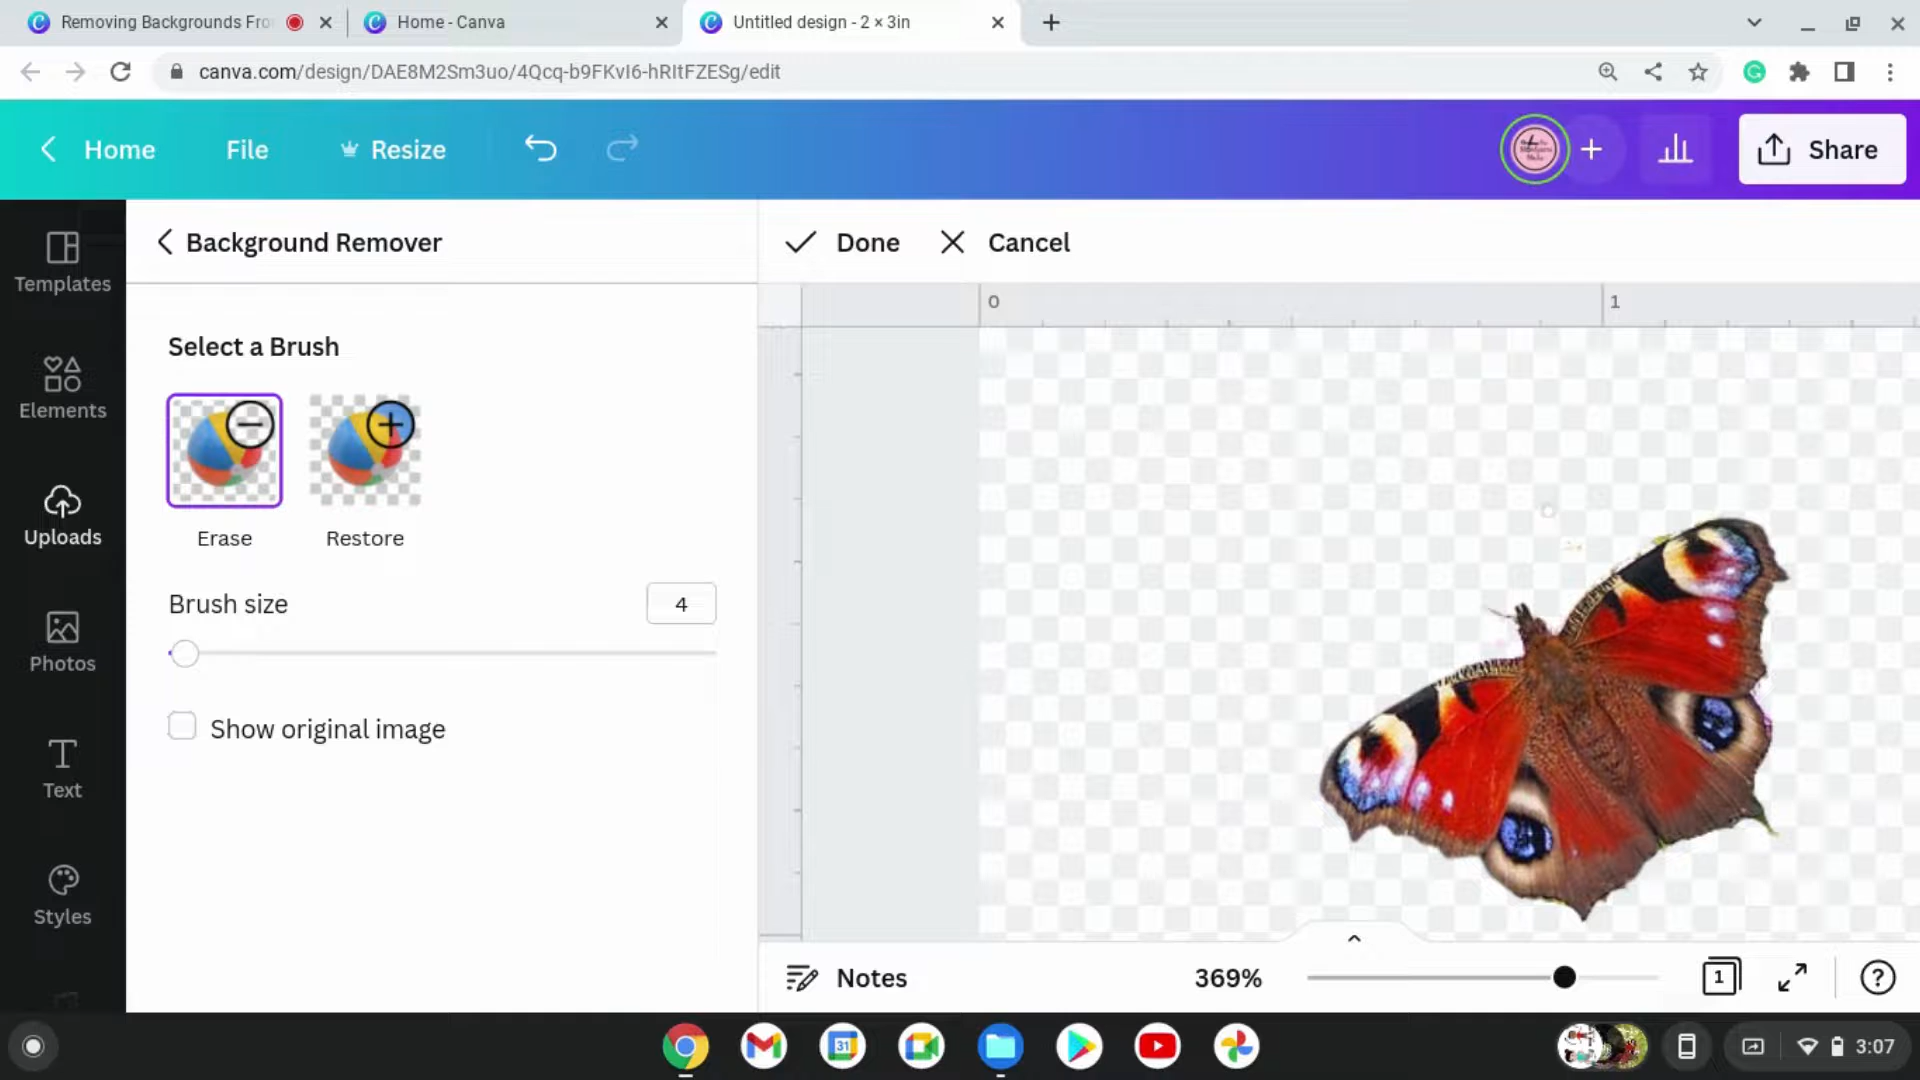 Removing Backgrounds Fro
Home - Canva
Untitled design - 2 × 3in
canva.com/design/DAE8M2Sm3uo/4Qcq-b9FKvI6-hRItFZESg/edit
Home
File
Resize
Share
Templates
Elements
Uploads
Photos
Text
Styles
Background Remover
Done
Cancel
0
1
Select a Brush
Erase
Restore
Brush size
4
Show original image
Notes
369%
1
31
3:07